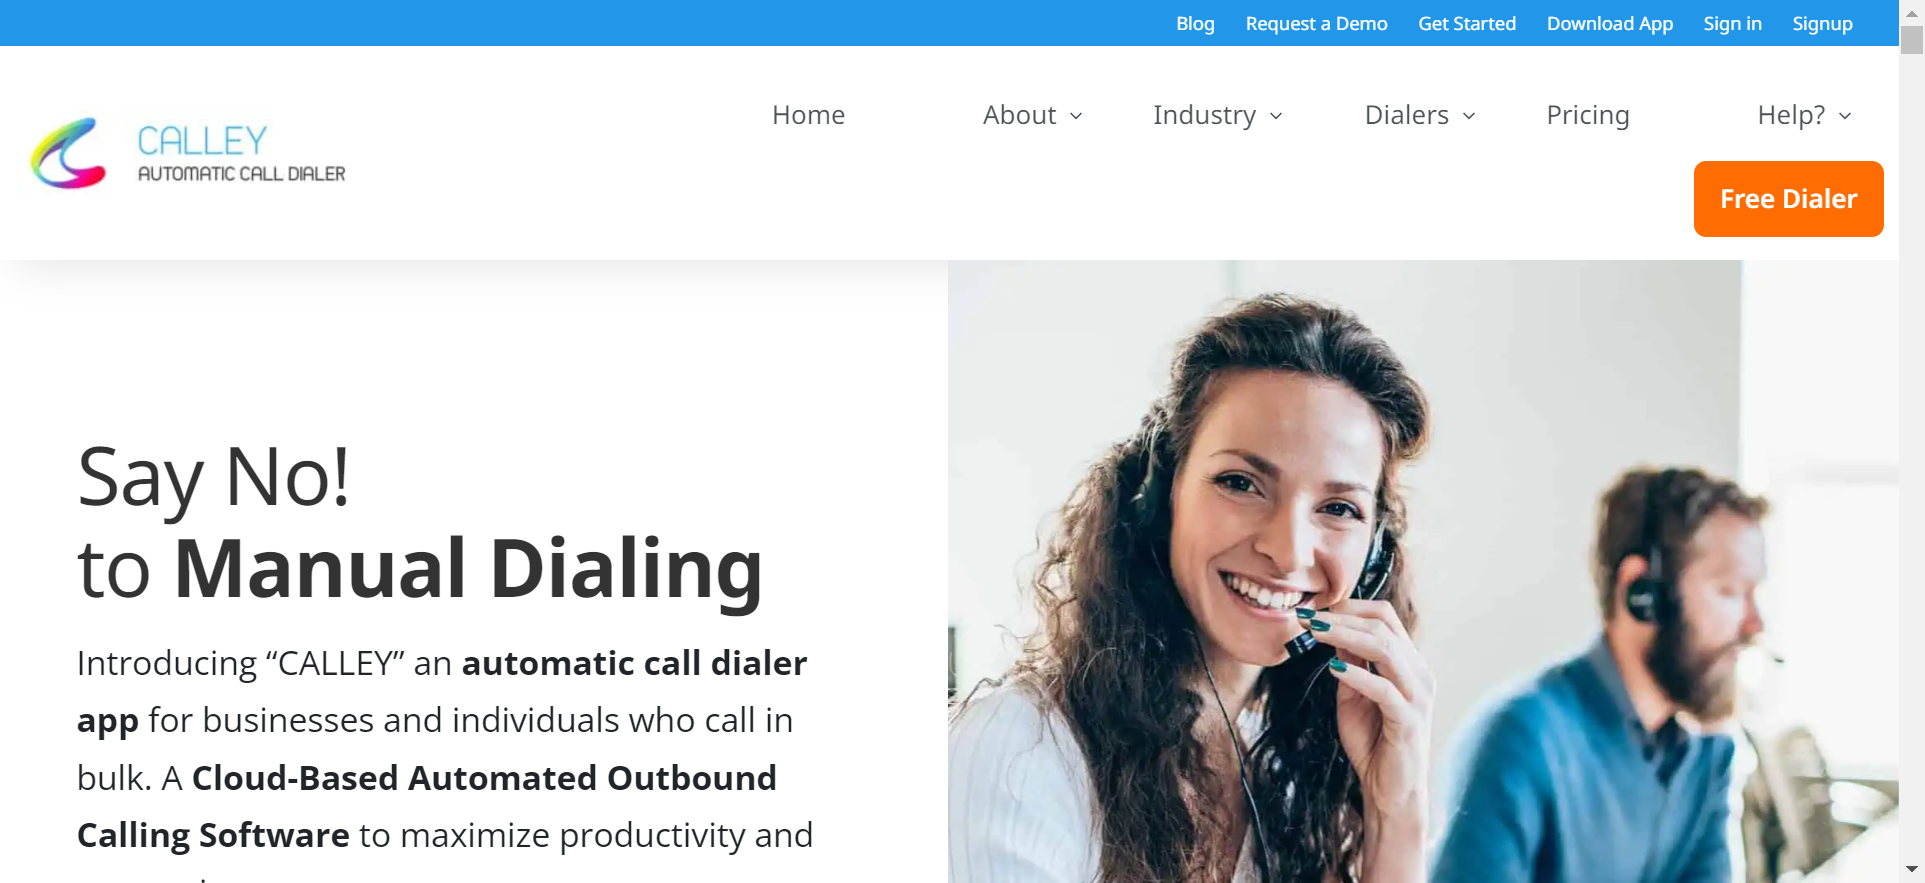 Blog Request a Demo Get Started Download App Sign in Signup
CALLEY
AUTOMATIC CALL DIALER
Home About Industry Dialers Pricing Help?
Free Dialer
Say No!
to Manual Dialing
Introducing “CALLEY” an automatic call dialer
app for businesses and individuals who call in
bulk. A Cloud-Based Automated Outbound
Calling Software to maximize productivity and